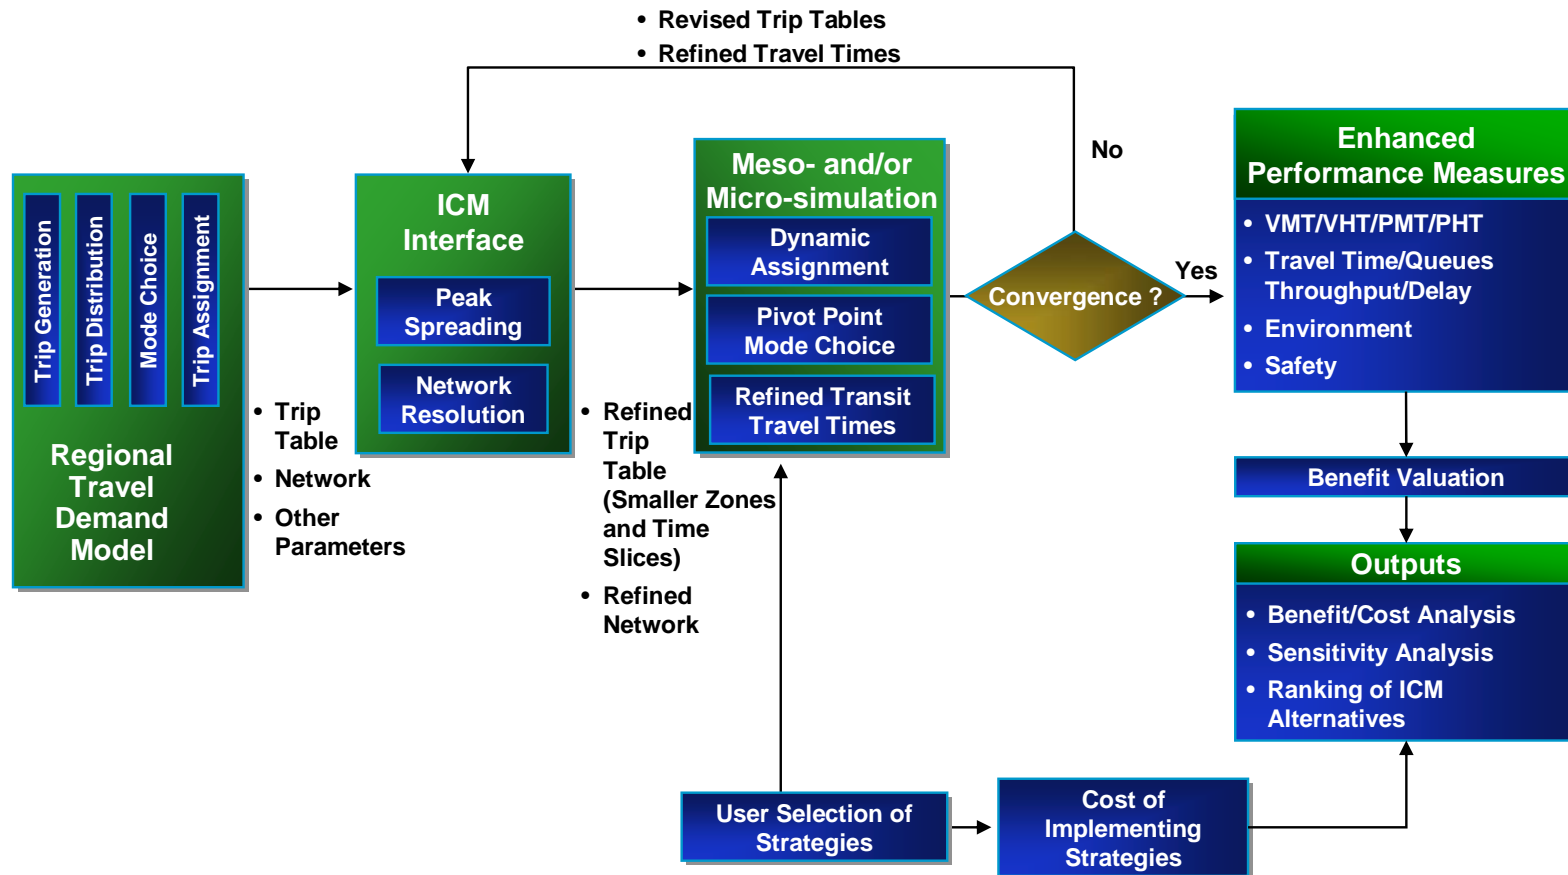 • Revised Trip Tables
• Refined Travel Times
Trip Generation
Trip Distribution
Mode Choice
Trip Assignment
Regional
Travel
Demand
Model
• Trip
Table
• Network
• Other
Parameters
ICM
Interface
Peak
Spreading
Network
Resolution
• Refined
Trip
Table
(Smaller Zones
and Time
Slices)
• Refined
Network
Meso- and/or
Micro-simulation
Dynamic
Assignment
Pivot Point
Mode Choice
Refined Transit
Travel Times
Convergence ?
No
Yes
Enhanced
Performance Measures
• VMT/VHT/PMT/PHT
• Travel Time/Queues
Throughput/Delay
• Environment
• Safety
Benefit Valuation
Outputs
• Benefit/Cost Analysis
• Sensitivity Analysis
• Ranking of ICM
Alternatives
User Selection of
Strategies
Cost of
Implementing
Strategies